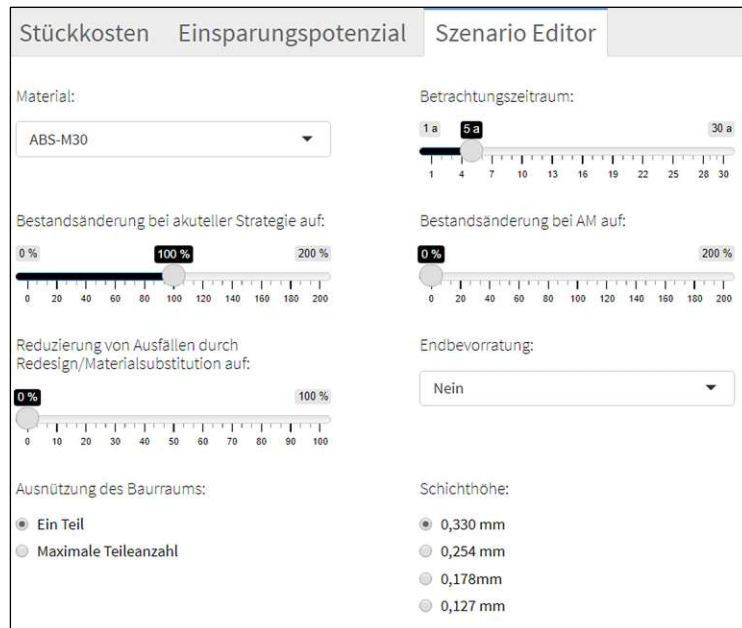 Stückkosten Einsparungspotenzial Szenario Editor
Material:
ABS-M30
Betrachtungszeitraum:
1 a 5 a 30 a
1 4 7 10 13 16 19 22 25 28 30
Bestandsänderung bei akuteller Strategie auf:
0 % 100 % 200 %
0 20 40 60 80 100 120 140 160 180 200
Bestandsänderung bei AM auf:
0 % 200 %
0 20 40 60 80 100 120 140 160 180 200
Reduzierung von Ausfällen durch
Redesign/Materialsubstitution auf:
0 % 100 %
0 10 20 30 40 50 60 70 80 90 100
Endbevorratung:
Nein
Ausnützung des Baurraums:
Ein Teil
Maximale Teileanzahl
Schichthöhe:
0,330 mm
0,254 mm
0,178mm
0,127 mm